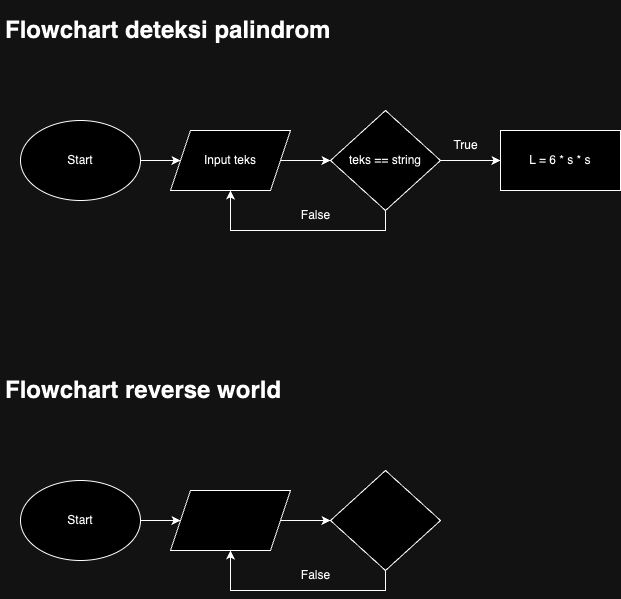 Flowchart deteksi palindrom
Start
Input teks
teks == string
True
L = 6 * s * s
False
Flowchart reverse world
Start
False